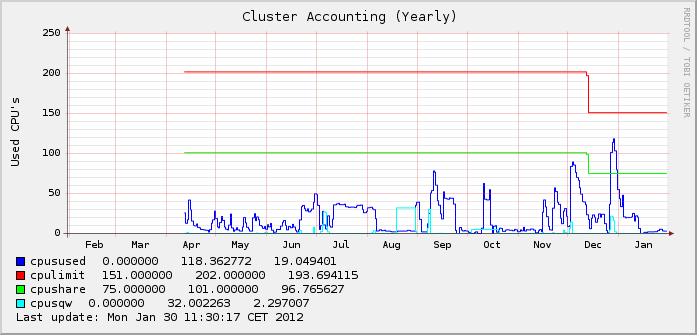 Cluster Accounting (Yearly)
RRDTOOL / TOBI OETIKER
Used CPU's
250
200
150
100
50
0
Feb Mar Apr May Jun Jul Aug Sep Oct Nov Dec Jan
cpusused 0.000000 118.362772 19.049401
cpulimit 151.000000 202.000000 193.694115
cpushare 75.000000 101.000000 96.765627
cpusqw 0.000000 32.002263 2.297007
Last update: Mon Jan 30 11:30:17 CET 2012